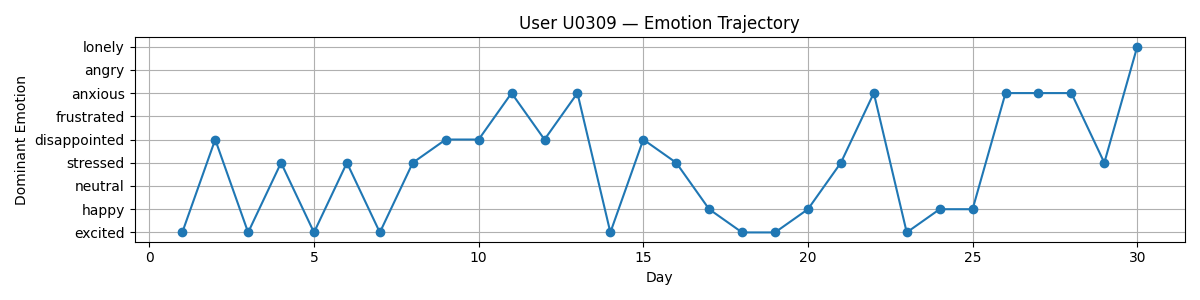 User U0309 — Emotion Trajectory
Dominant Emotion
lonely
angry
anxious
frustrated
disappointed
stressed
neutral
happy
excited
0 5 10 15 20 25 30
Day